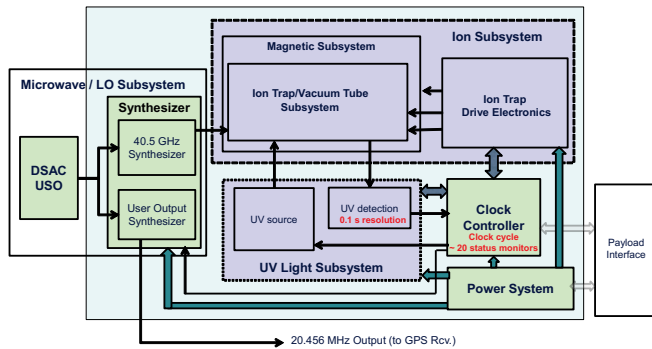 Ion Subsystem
Magnetic Subsystem
Microwave / LO Subsystem
Synthesizer
Ion Trap/Vacuum Tube
Subsystem
Ion Trap
Drive Electronics
40.5 GHz
Synthesizer
DSAC
USO
User Output
Synthesizer
UV source
UV detection
0.1 s resolution
UV Light Subsystem
Clock
Controller
Clock cycle
~ 20 status monitors
Payload
Interface
Power System
20.456 MHz Output (to GPS Rcv.)